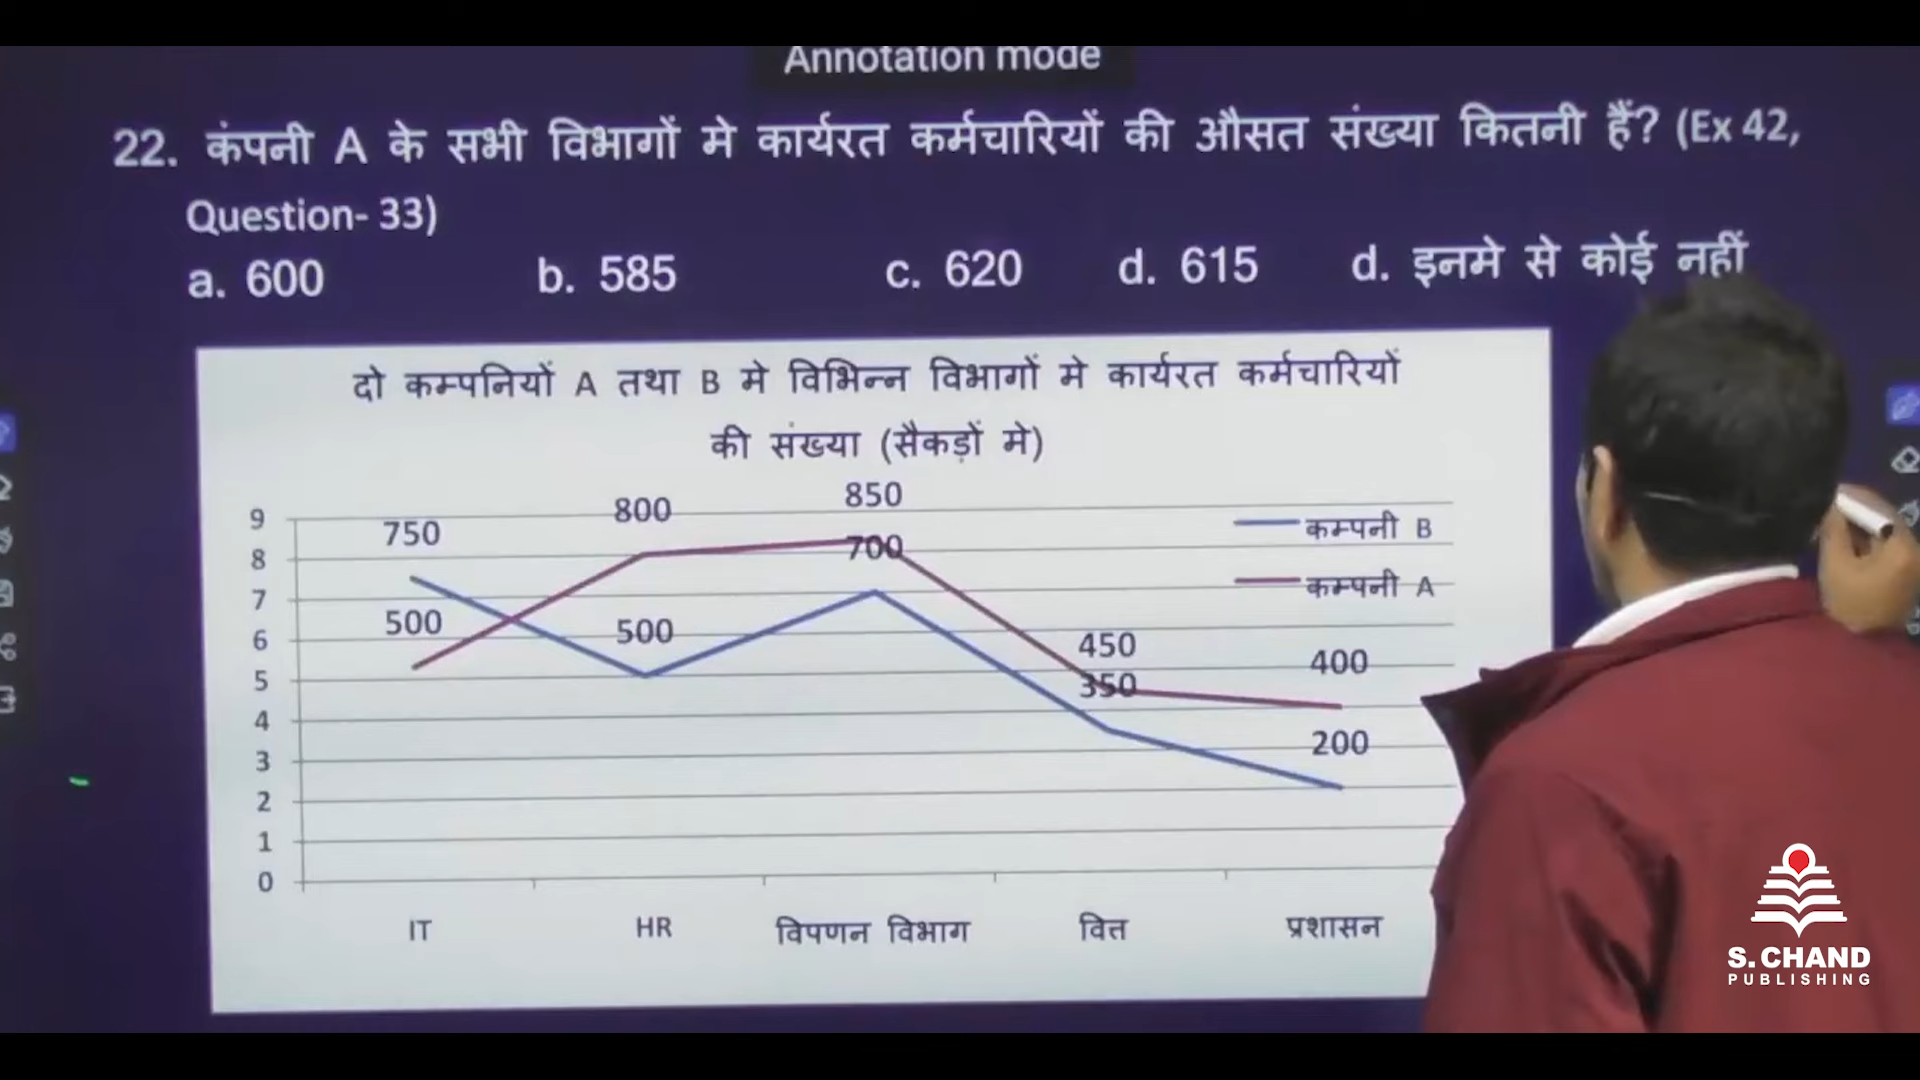 Annotation mode
22. कंपनी A के सभी विभागों मे कार्यरत कर्मचारियों की औसत संख्या कितनी हैं? (Ex 42,
Question- 33)
a. 600 b. 585 c. 620 d. 615 d. इनमे से कोई नहीं
दो कम्पनियों A तथा B मे विभिन्न विभागों मे कार्यरत कर्मचारियों
की संख्या (सैकड़ों मे)
9
8
7
6
5
4
3
2
1
0
750
800
850
700
500
500
450
350
400
200
कम्पनी B
कम्पनी A
IT HR विपणन विभाग वित्त प्रशासन
S. CHAND
PUBLISHING